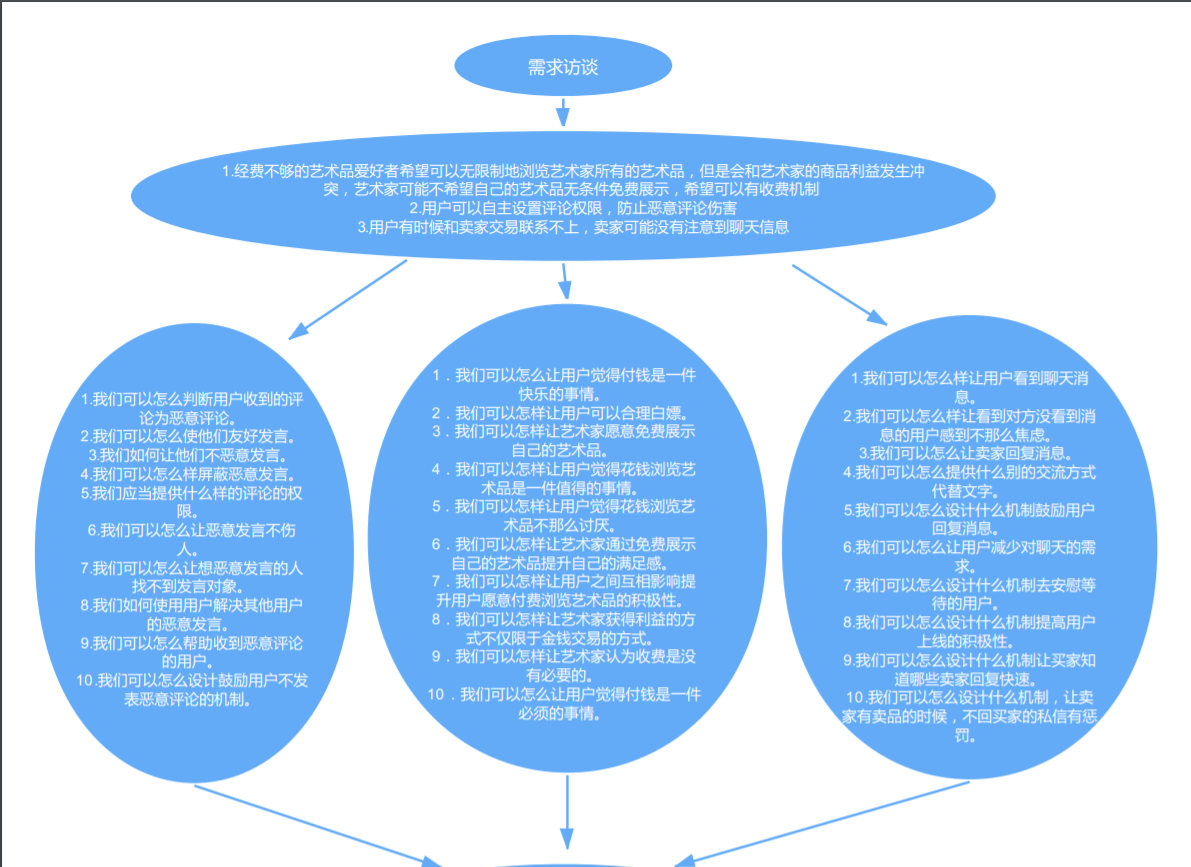 需求访谈
1.经费不够的艺术品爱好者希望可以无限制地浏览艺术家所有的艺术品，但是会和艺术家的商品利益发生冲
突，艺术家可能不希望自己的艺术品无条件免费展示，希望可以有收费机制
2.用户可以自主设置评论权限，防止恶意评论伤害
3.用户有时候和卖家交易联系不上，卖家可能没有注意到聊天信息
1.我们可以怎么判断用户收到的评
论为恶意评论。
2.我们可以怎么使他们友好发言。
3.我们如何让他们不恶意发言。
4.我们可以怎么样屏蔽恶意发言。
5.我们应当提供什么样的评论的权
限。
6.我们可以怎么让恶意发言不伤
人。
7.我们可以怎么让想恶意发言的人
找不到发言对象。
8.我们如何使用用户解决其他用户
的恶意发言。
9.我们可以怎么帮助收到恶意评论
的用户。
10.我们可以怎么设计鼓励用户不发
表恶意评论的机制。
1．我们可以怎么让用户觉得付钱是一件
快乐的事情。
2．我们可以怎样让用户可以合理白嫖。
3．我们可以怎样让艺术家愿意免费展示
自己的艺术品。
4．我们可以怎样让用户觉得花钱浏览艺
术品是一件值得的事情。
5．我们可以怎样让用户觉得花钱浏览艺
术品不那么讨厌。
6．我们可以怎样让艺术家通过免费展示
自己的艺术品提升自己的满足感。
7．我们可以怎样让用户之间互相影响提
升用户愿意付费浏览艺术品的积极性。
8．我们可以怎样让艺术家获得利益的方
式不仅限于金钱交易的方式。
9．我们可以怎样让艺术家认为收费是没
有必要的。
10．我们可以怎么让用户觉得付钱是一件
必须的事情。
1.我们可以怎么样让用户看到聊天消
息。
2.我们可以怎么样让看到对方没看到消
息的用户感到不那么焦虑。
3.我们可以怎么让卖家回复消息。
4.我们可以怎么提供什么别的交流方式
代替文字。
5.我们可以怎么设计什么机制鼓励用户
回复消息。
6.我们可以怎么让用户减少对聊天的需
求。
7.我们可以怎么设计什么机制去安慰等
待的用户。
8.我们可以怎么设计什么机制提高用户
上线的积极性。
9.我们可以怎么设计什么机制让买家知
道哪些卖家回复快速。
10.我们可以怎么设计什么机制，让卖
家有卖品的时候，不回买家的私信有惩
罚。